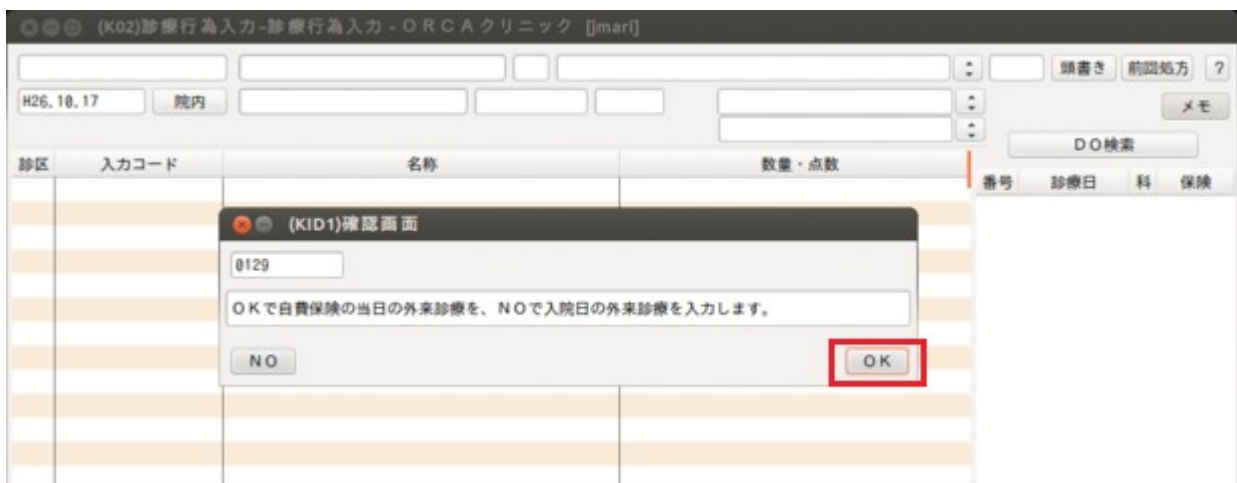 (K02)診療行為入力–診療行為入力 - ＯＲＣＡクリニック [jmari]
頭書き 前回処方 ?
H26.10.17 院内 メモ
ＤＯ検索
診区 入力コード 名称 数量・点数
番号 診療日 科 保険
(KID1)確認画面
0129
ＯＫで自費保険の当日の外来診療を、ＮＯで入院日の外来診療を入力します。
ＮＯ ＯＫ